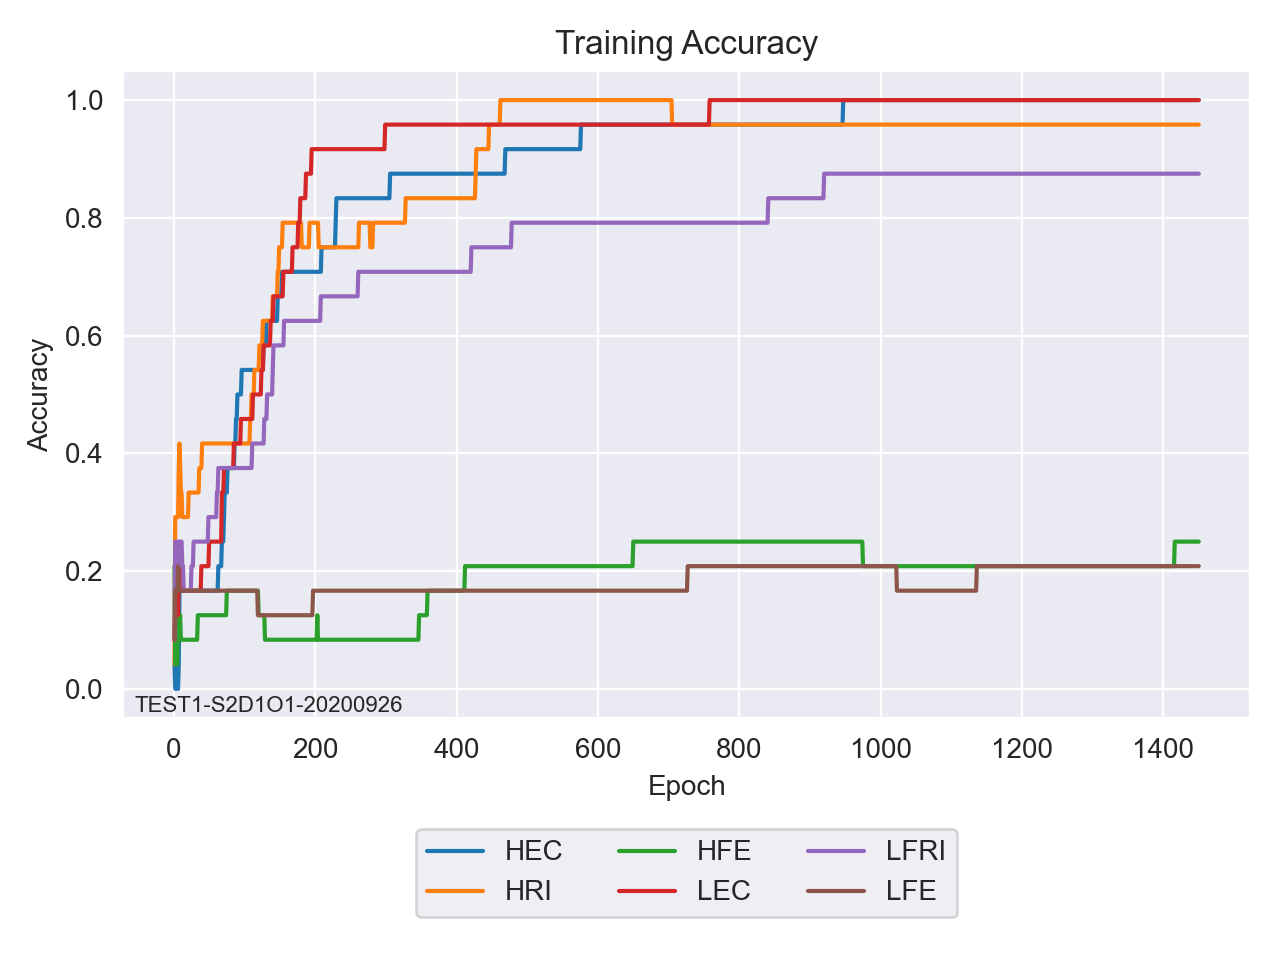 Training Accuracy
1.0
0.8
0.6
0.4
0.2
0.0
Accuracy
TEST1-S2D1O1-20200926
0 200 400 600 800 1000 1200 1400
Epoch
HEC HFE LFRI
HRI LEC LFE